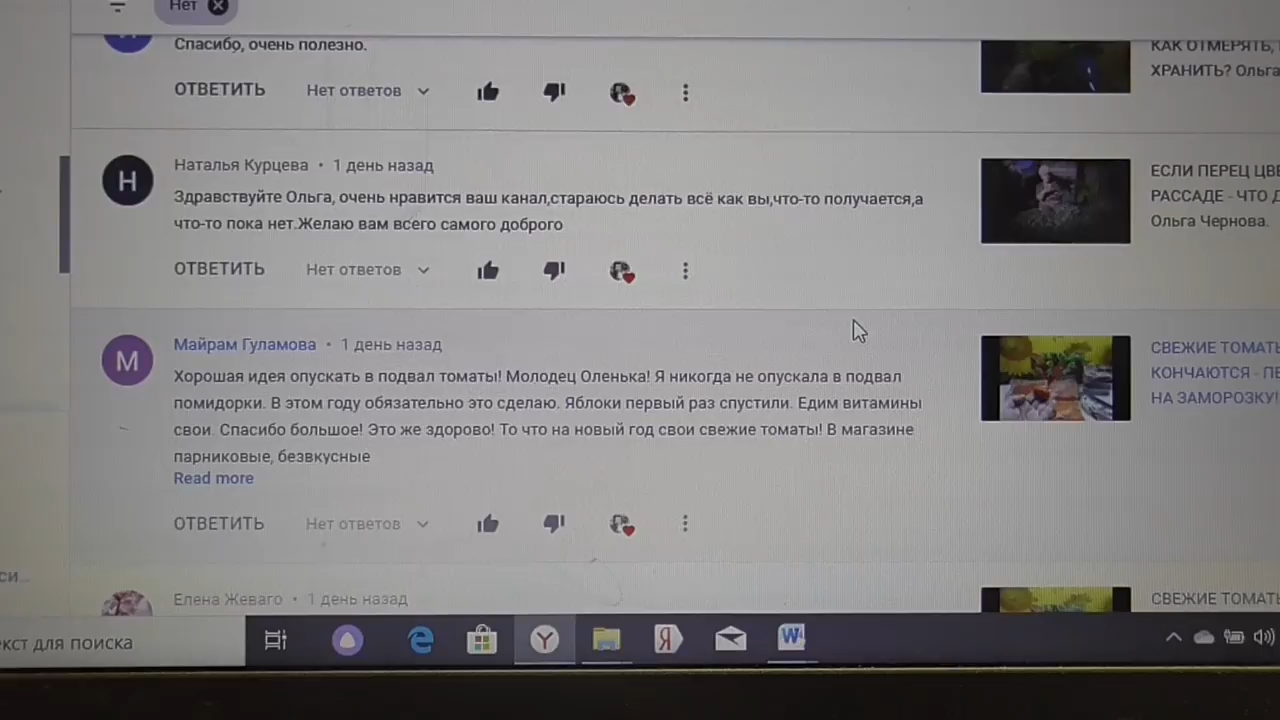 Нет
Спасибо, очень полезно.
ОТВЕТИТЬ Нет ответов
КАК ОТМЕРЯТЬ,
ХРАНИТЬ? Ольга
Наталья Курцева • 1 день назад
Здравствуйте Ольга, очень нравится ваш канал,стараюсь делать всё как вы,что-то получается,а
что-то пока нет.Желаю вам всего самого доброго
ОТВЕТИТЬ Нет ответов
Н
ЕСЛИ ПЕРЕЦ ЦВЕ
РАССАДЕ - ЧТО Д
Ольга Чернова.
Майрам Гуламова • 1 день назад
Хорошая идея опускать в подвал томаты! Молодец Оленька! Я никогда не опускала в подвал
помидорки. В этом году обязательно это сделаю. Яблоки первый раз спустили. Едим витамины
свои. Спасибо большое! Это же здорово! То что на новый год свои свежие томаты! В магазине
парниковые, безвкусные
Read more
ОТВЕТИТЬ Нет ответов
М
СВЕЖИЕ ТОМАТЬ
КОНЧАЮТСЯ - ПЕ
НА ЗАМОРОЗКУ!
Елена Жеваго • 1 день назад
СВЕЖИЕ ТОМАТЬ
си...
екст для поиска
Y
Я
W